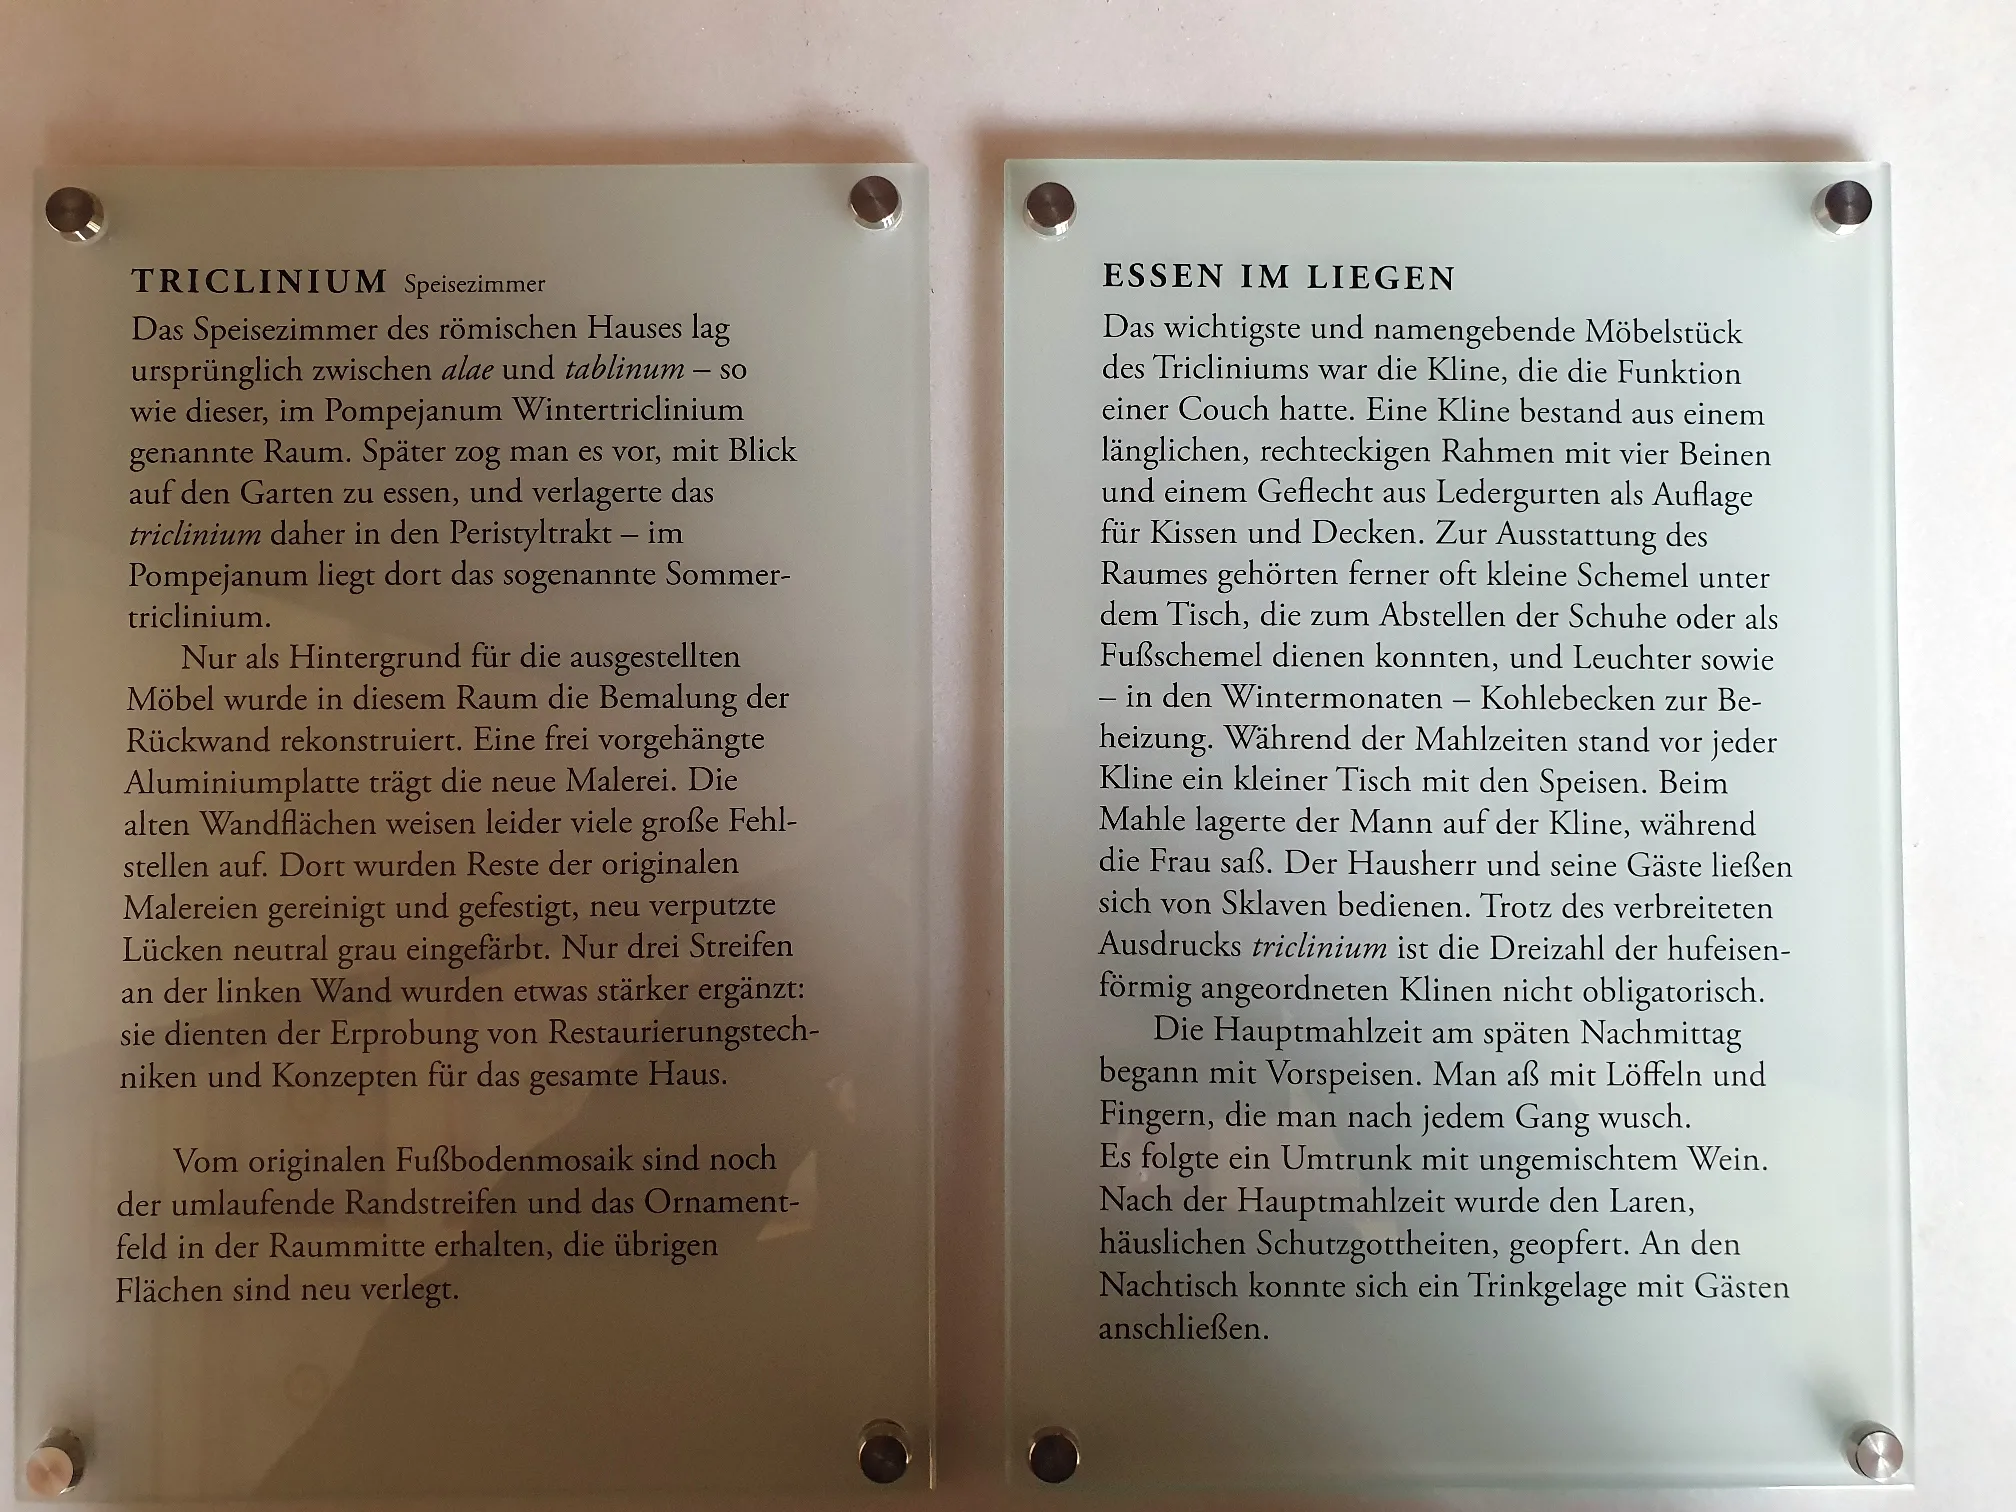 TRICLINIUM Speisezimmer
Das Speisezimmer des römischen Hauses lag
ursprünglich zwischen alae und tablinum – so
wie dieser, im Pompejanum Wintertriclinium
genannte Raum. Später zog man es vor, mit Blick
auf den Garten zu essen, und verlagerte das
triclinium daher in den Peristyltrakt – im
Pompejanum liegt dort das sogenannte Sommer-
triclinium.
Nur als Hintergrund für die ausgestellten
Möbel wurde in diesem Raum die Bemalung der
Rückwand rekonstruiert. Eine frei vorgehängte
Aluminiumplatte trägt die neue Malerei. Die
alten Wandflächen weisen leider viele große Fehl-
stellen auf. Dort wurden Reste der originalen
Malereien gereinigt und gefestigt, neu verputzte
Lücken neutral grau eingefärbt. Nur drei Streifen
an der linken Wand wurden etwas stärker ergänzt:
sie dienten der Erprobung von Restaurierungstech-
niken und Konzepten für das gesamte Haus.
Vom originalen Fußbodenmosaik sind noch
der umlaufende Randstreifen und das Ornament-
feld in der Raummitte erhalten, die übrigen
Flächen sind neu verlegt.
ESSEN IM LIEGEN
Das wichtigste und namengebende Möbelstück
des Tricliniums war die Kline, die die Funktion
einer Couch hatte. Eine Kline bestand aus einem
länglichen, rechteckigen Rahmen mit vier Beinen
und einem Geflecht aus Ledergurten als Auflage
für Kissen und Decken. Zur Ausstattung des
Raumes gehörten ferner oft kleine Schemel unter
dem Tisch, die zum Abstellen der Schuhe oder als
Fußschemel dienen konnten, und Leuchter sowie
– in den Wintermonaten – Kohlebecken zur Be-
heizung. Während der Mahlzeiten stand vor jeder
Kline ein kleiner Tisch mit den Speisen. Beim
Mahle lagerte der Mann auf der Kline, während
die Frau saß. Der Hausherr und seine Gäste ließen
sich von Sklaven bedienen. Trotz des verbreiteten
Ausdrucks triclinium ist die Dreizahl der hufeisen-
förmig angeordneten Klinen nicht obligatorisch.
Die Hauptmahlzeit am späten Nachmittag
begann mit Vorspeisen. Man aß mit Löffeln und
Fingern, die man nach jedem Gang wusch.
Es folgte ein Umtrunk mit ungemischtem Wein.
Nach der Hauptmahlzeit wurde den Laren,
häuslichen Schutzgottheiten, geopfert. An den
Nachtisch konnte sich ein Trinkgelage mit Gästen
anschließen.